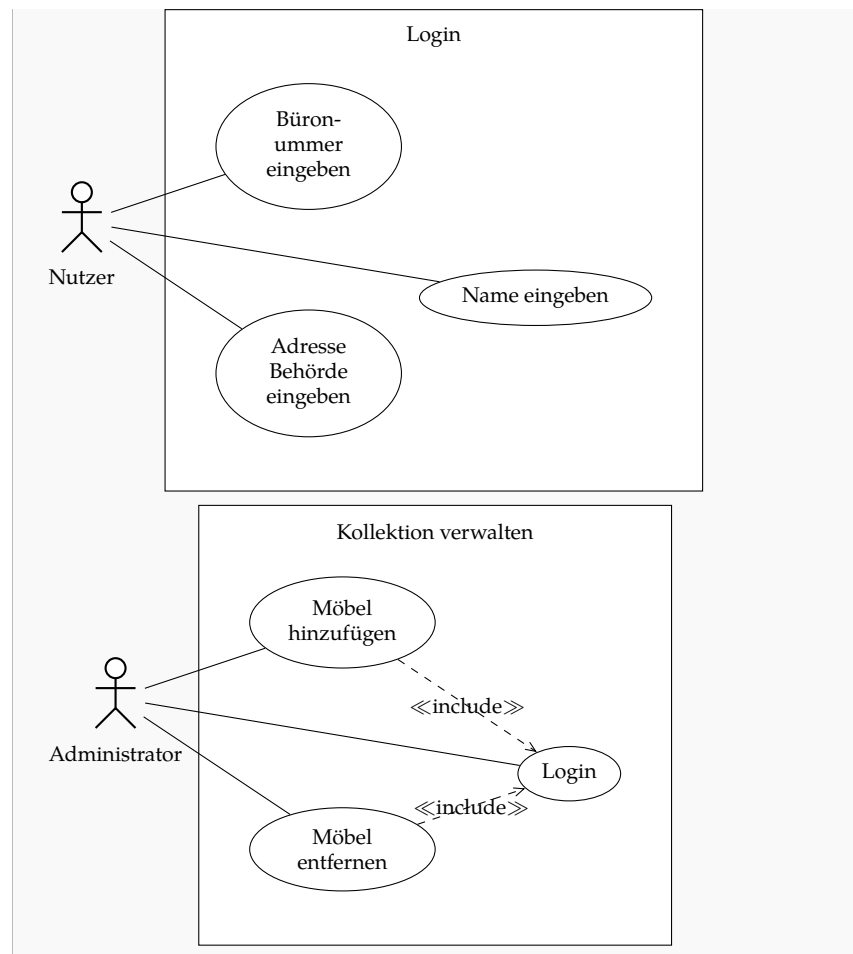 Login
Büron-
ummer
eingeben
Nutzer
Name eingeben
Adresse
Behörde
eingeben
Kollektion verwalten
Möbel
hinzufügen
≪include≫
Administrator
Login
≪include≫
Möbel
entfernen